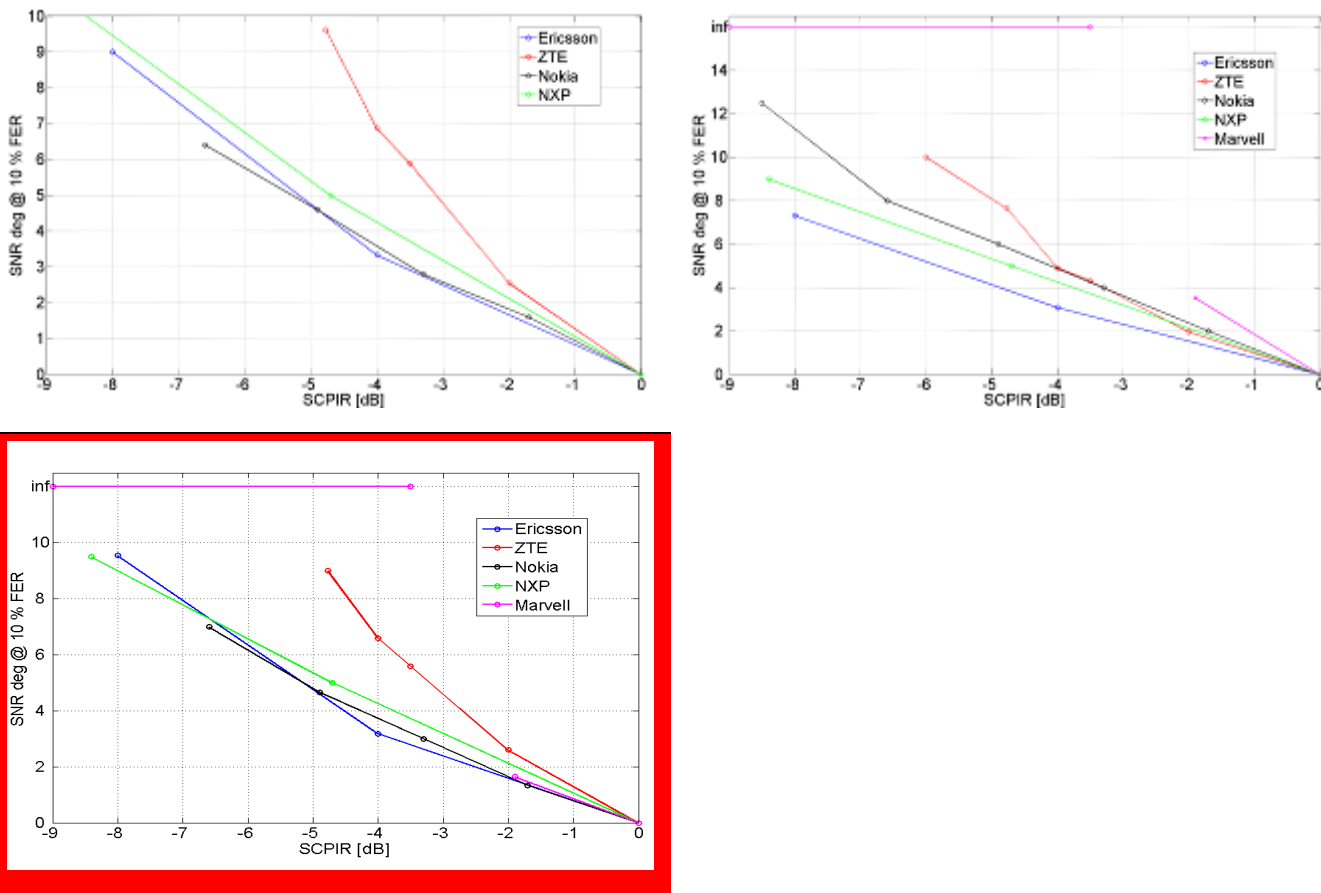 10
9
8
7
6
5
4
3
2
1
0
SNR deg @ 10 % FER
Ericsson
ZTE
Nokia
NXP
-9 -8 -7 -6 -5 -4 -3 -2 -1 0
SCPIR [dB]
inf
14
12
10
8
6
4
2
0
SNR deg @ 10 % FER
Ericsson
ZTE
Nokia
NXP
Marvell
-9 -8 -7 -6 -5 -4 -3 -2 -1 0
SCPIR [dB]
inf
10
8
6
4
2
0
SNR deg @ 10 % FER
Ericsson
ZTE
Nokia
NXP
Marvell
-9 -8 -7 -6 -5 -4 -3 -2 -1 0
SCPIR [dB]